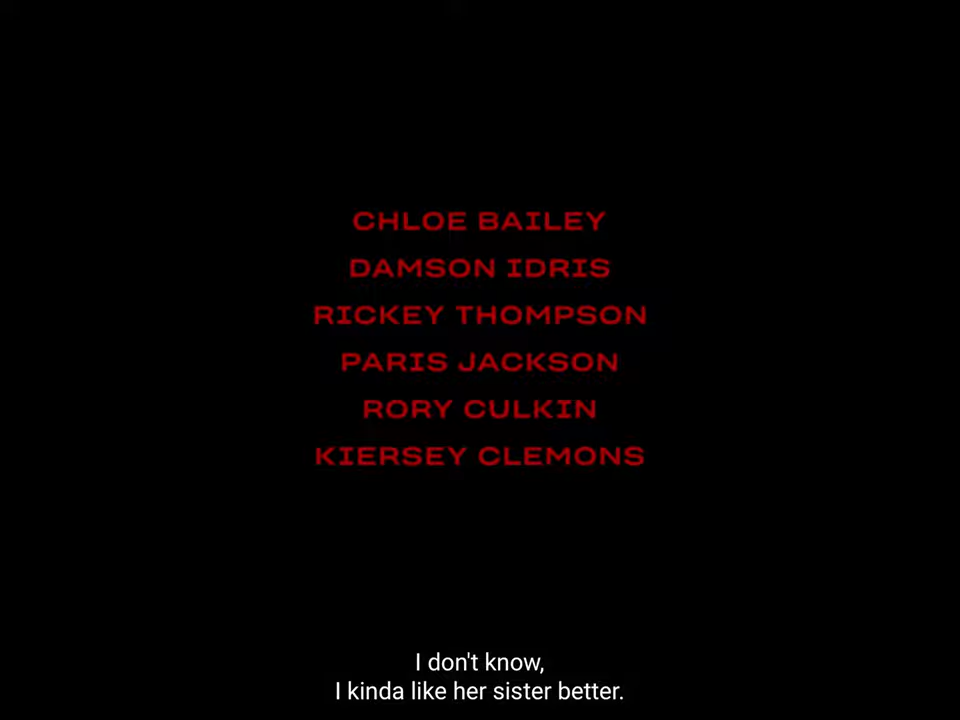 CHLOE BAILEY
DAMSON IDRIS
RICKEY THOMPSON
PARIS JACKSON
RORY CULKIN
KIERSEY CLEMONS
I don't know,
I kinda like her sister better.